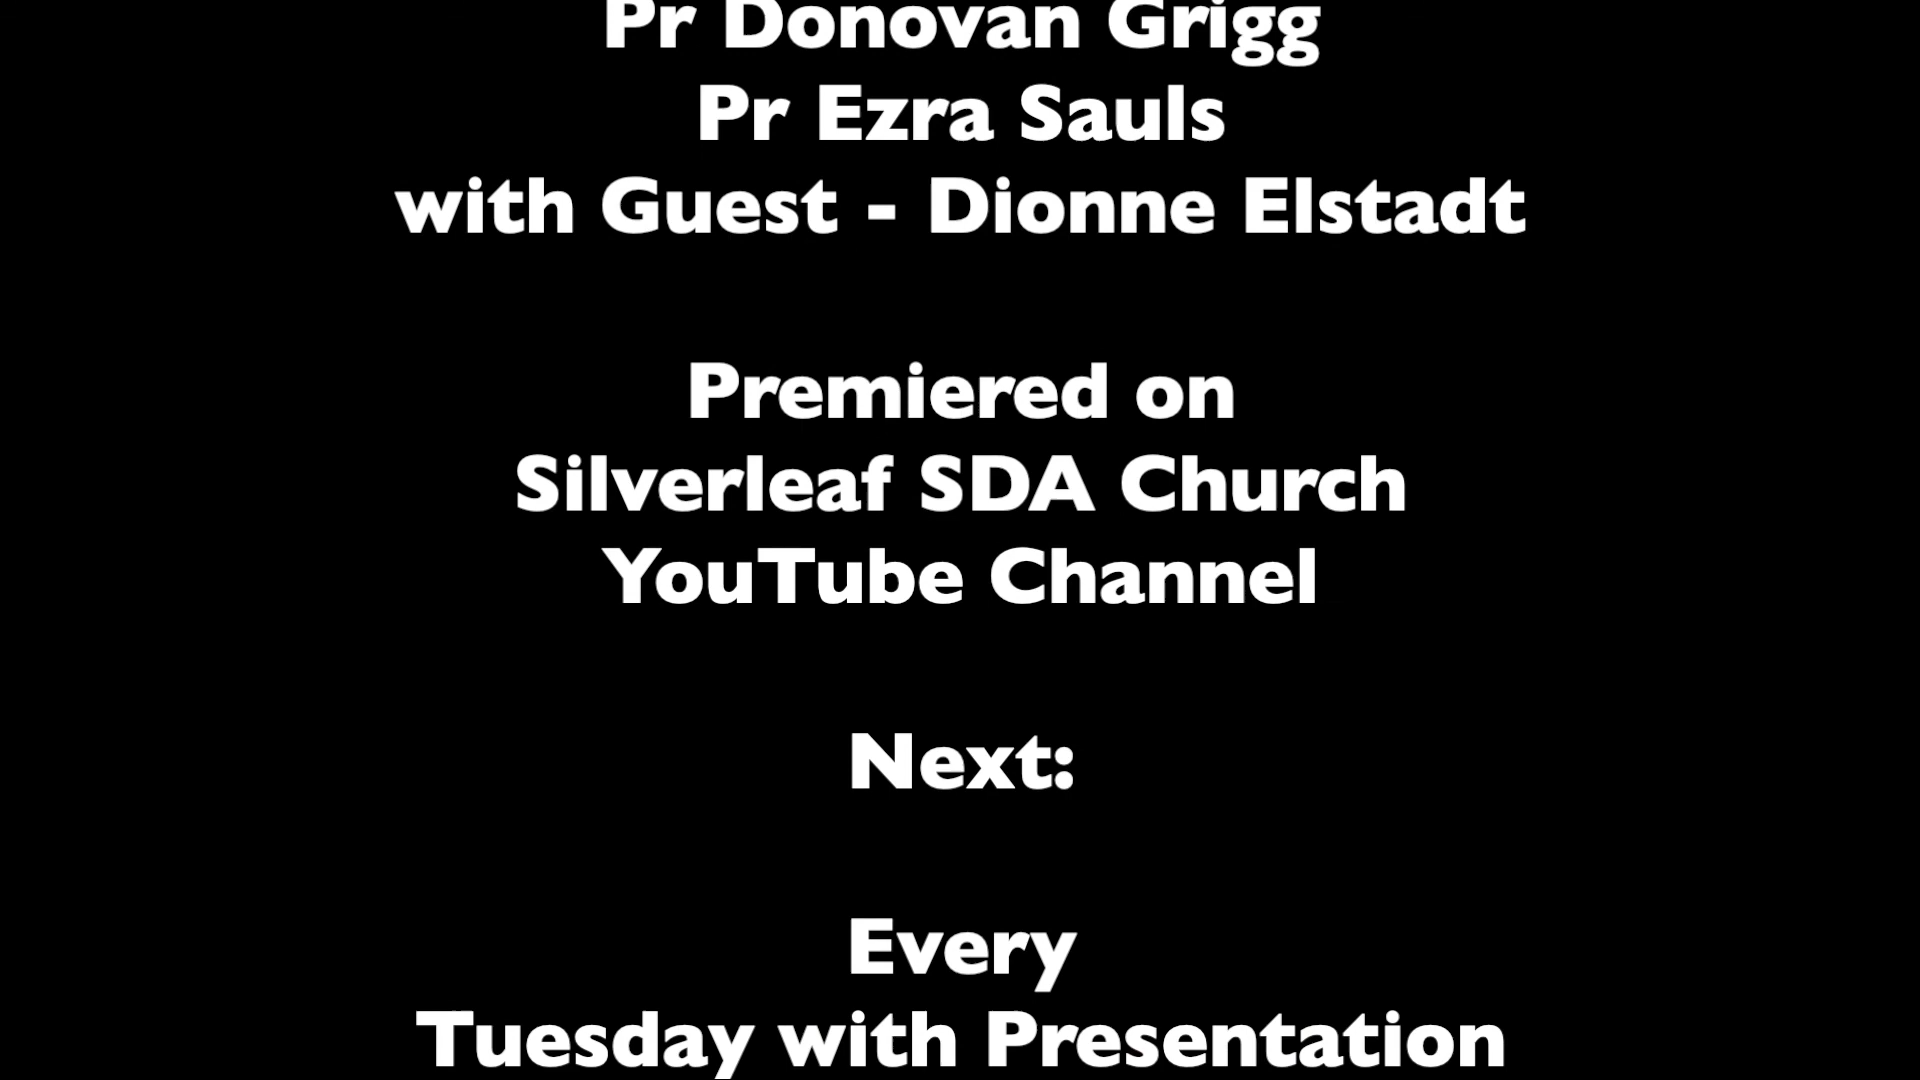 Pr Donovan Grigg
Pr Ezra Sauls
with Guest - Dionne Elstadt
Premiered on
Silverleaf SDA Church
YouTube Channel
Next:
Every
Tuesday with Presentation